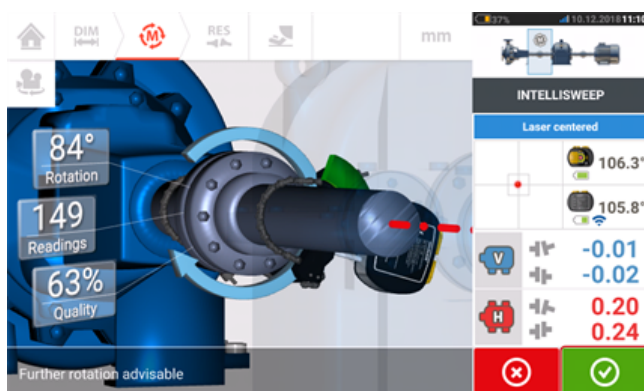 DIM
M
RES
mm
37%
10.12.2018 11:10
INTELLISWEEP
Laser centered
84°
Rotation
106.3°
149
Readings
105.8°
63%
Quality
V
-0.01
-0.02
H
0.20
0.24
Further rotation advisable